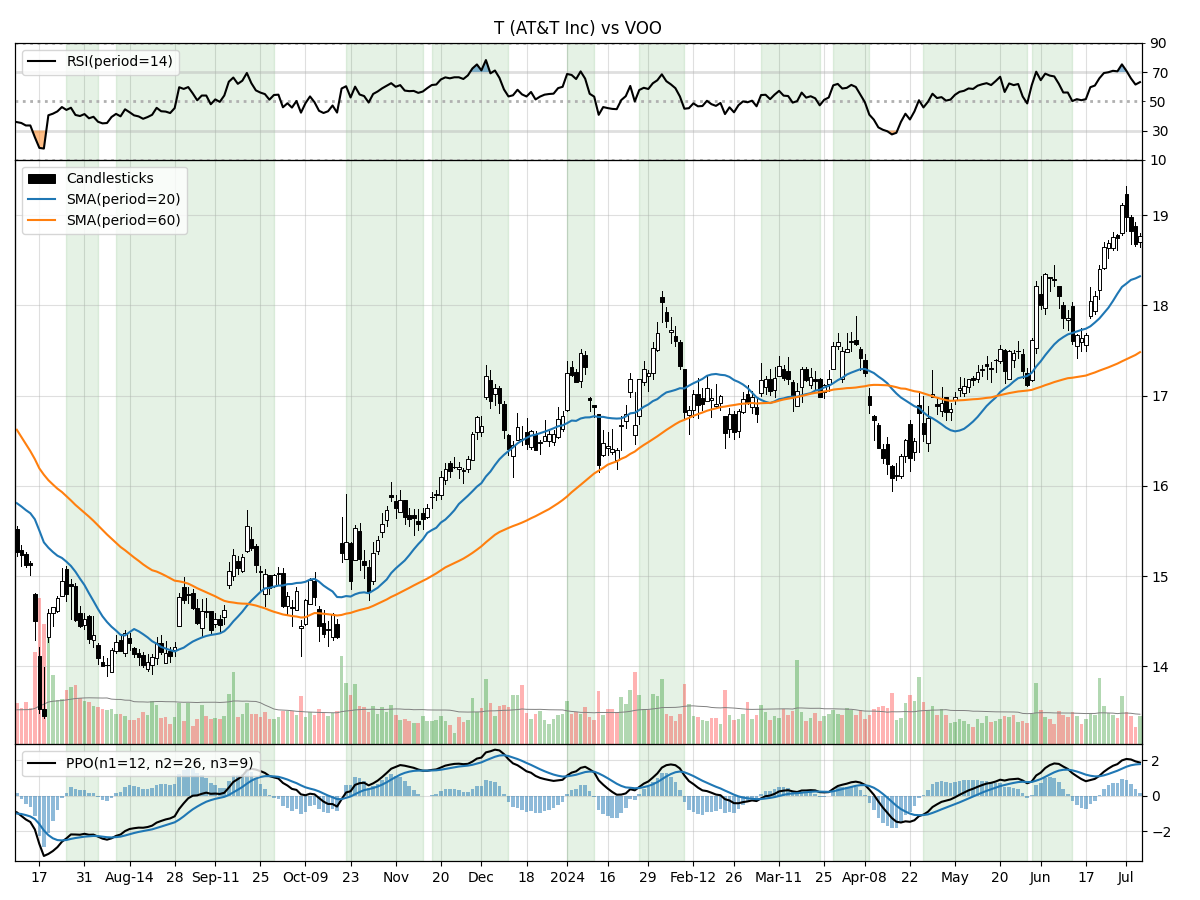 T (AT&T Inc) vs VOO
RSI(period=14)
90
70
50
30
10
Candlesticks
SMA(period=20)
SMA(period=60)
19
18
17
16
15
14
PPO(n1=12, n2=26, n3=9)
2
0
−2
17 31 Aug-14 28 Sep-11 25 Oct-09 23 Nov 20 Dec 18 2024 16 29 Feb-12 26 Mar-11 25 Apr-08 22 May 20 Jun 17 Jul